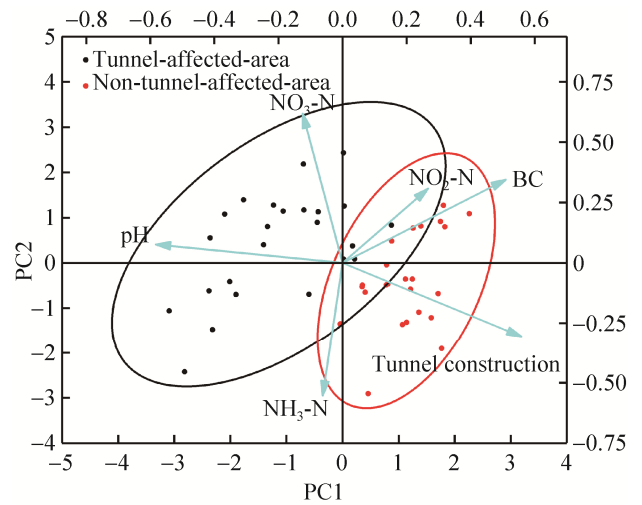 −0.8 −0.6 −0.4 −0.2 0.0 0.2 0.4 0.6
5
4
3
2
1
0
−1
−2
−3
−4
PC2
Tunnel-affected-area
Non-tunnel-affected-area
NO3-N
NO2-N
BC
pH
Tunnel construction
NH3-N
0.75
0.50
0.25
0
−0.25
−0.50
−0.75
−5 −4 −3 −2 −1 0 1 2 3 4
PC1